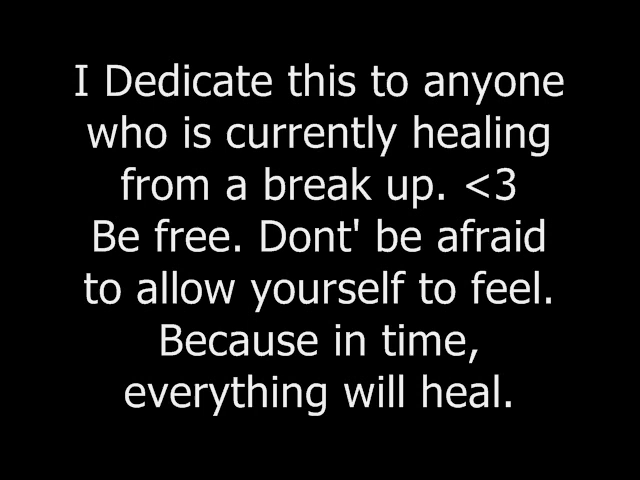 I Dedicate this to anyone
who is currently healing
from a break up. <3
Be free. Dont' be afraid
to allow yourself to feel.
Because in time,
everything will heal.